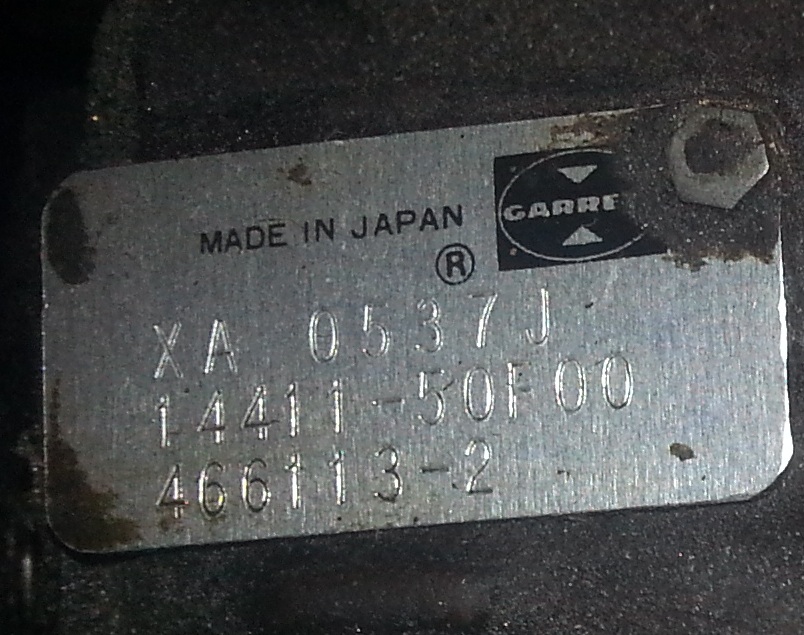 MADE IN JAPAN
GARRE
®
XA 0537J
14411-50F00
466113-2